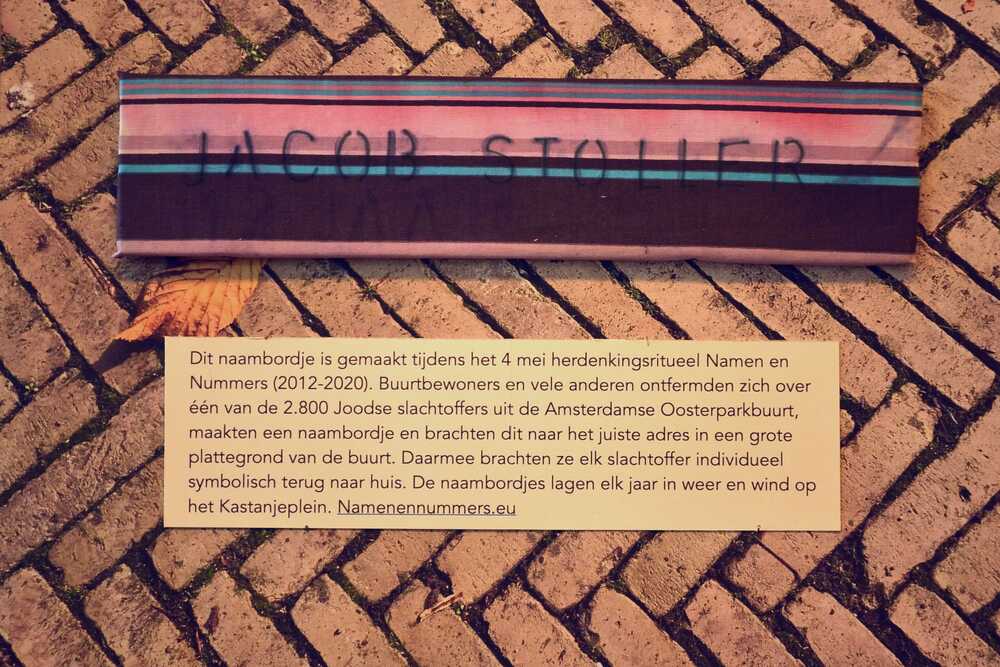 JACOB STOLLER
Dit naambordje is gemaakt tijdens het 4 mei herdenkingsritueel Namen en
Nummers (2012-2020). Buurtbewoners en vele anderen ontfermden zich over
één van de 2.800 Joodse slachtoffers uit de Amsterdamse Oosterparkbuurt,
maakten een naambordje en brachten dit naar het juiste adres in een grote
plattegrond van de buurt. Daarmee brachten ze elk slachtoffer individueel
symbolisch terug naar huis. De naambordjes lagen elk jaar in weer en wind op
het Kastanjeplein. Namenennummers.eu